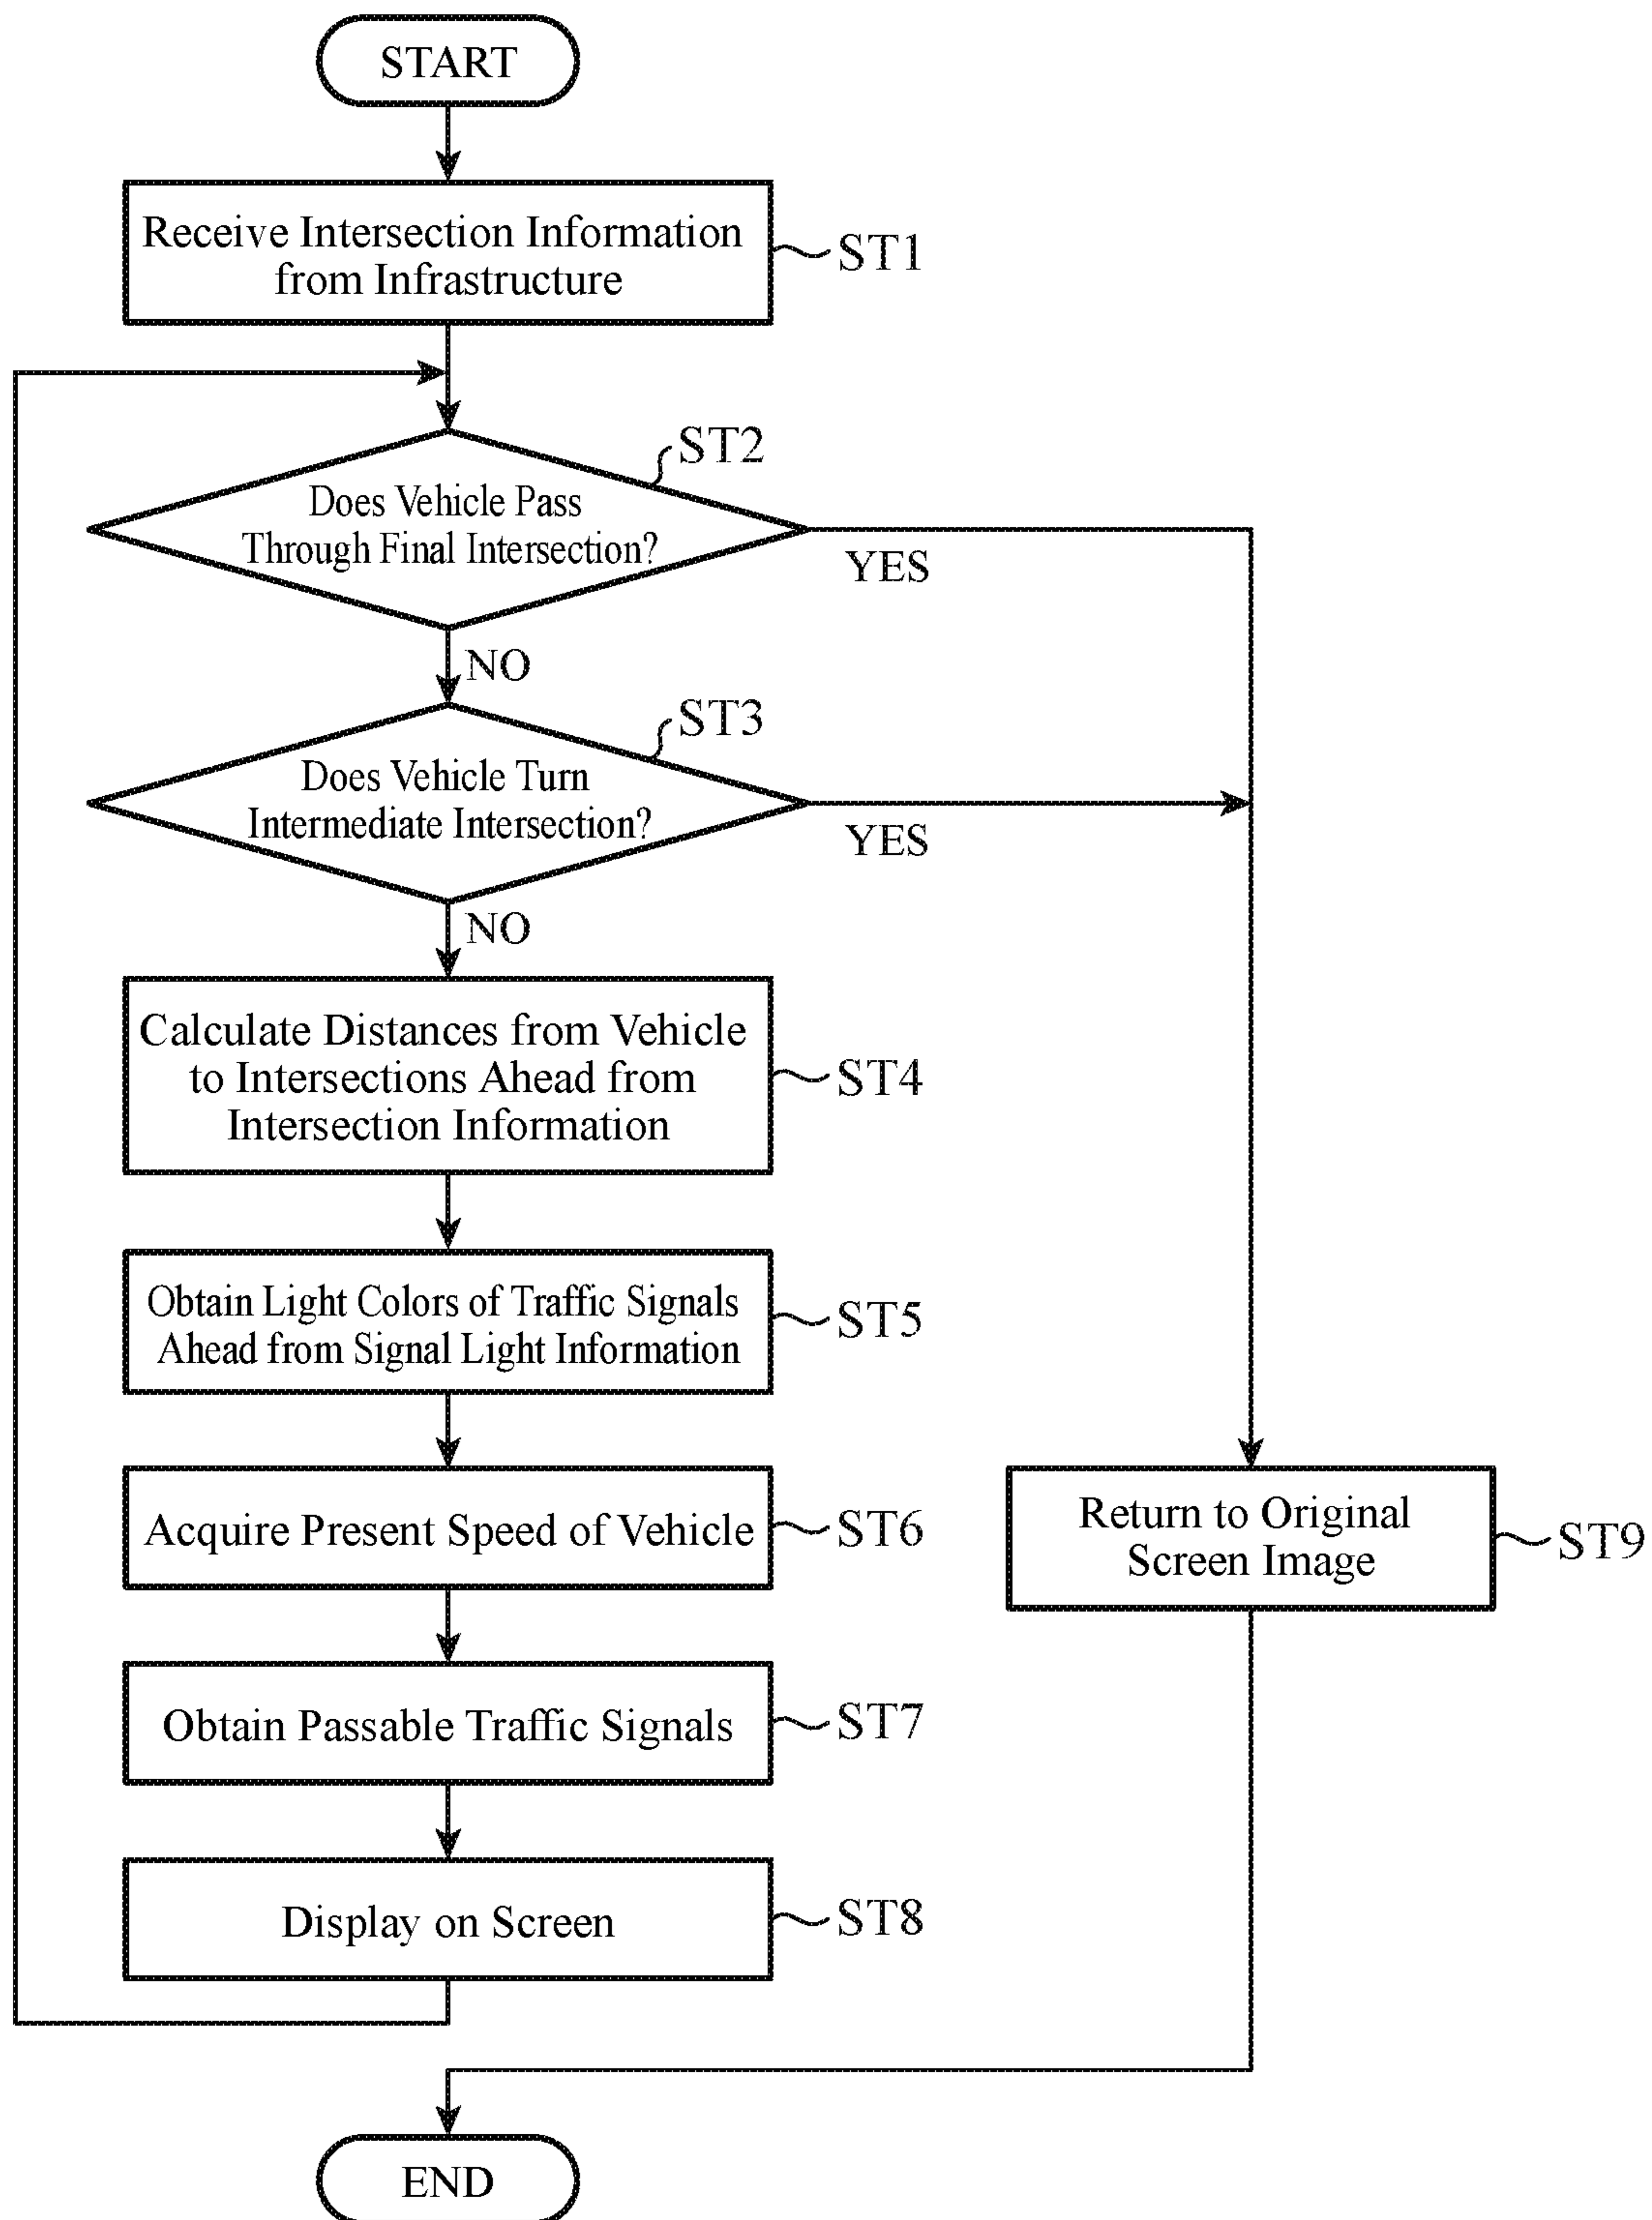 START
Receive Intersection Information
from Infrastructure
ST1
ST2
Does Vehicle Pass
Through Final Intersection?
YES
NO
ST3
Does Vehicle Turn
Intermediate Intersection?
YES
NO
Calculate Distances from Vehicle
to Intersections Ahead from
Intersection Information
ST4
Obtain Light Colors of Traffic Signals
Ahead from Signal Light Information
ST5
Acquire Present Speed of Vehicle
ST6
Return to Original
Screen Image
ST9
Obtain Passable Traffic Signals
ST7
Display on Screen
ST8
END